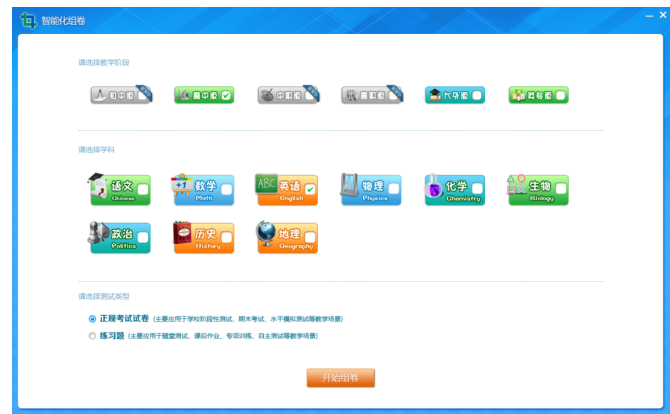 智能化组卷
请选择教学阶段
初中版 高中版 中职版 高职版 大学版
请选择学科
语文 数学 ABC 英语 物理 化学 生物
Chinese Math English Physics Chemistry Biology
政治 历史 地理
Politics History Geography
请选择测试类型
正规考试试卷 (主要应用于学校阶段性测试、期末考试、水平模拟测试等教学场景)
练习题 (主要应用于随堂测试、课后作业、专项训练、自主测试等教学场景)
开始组卷